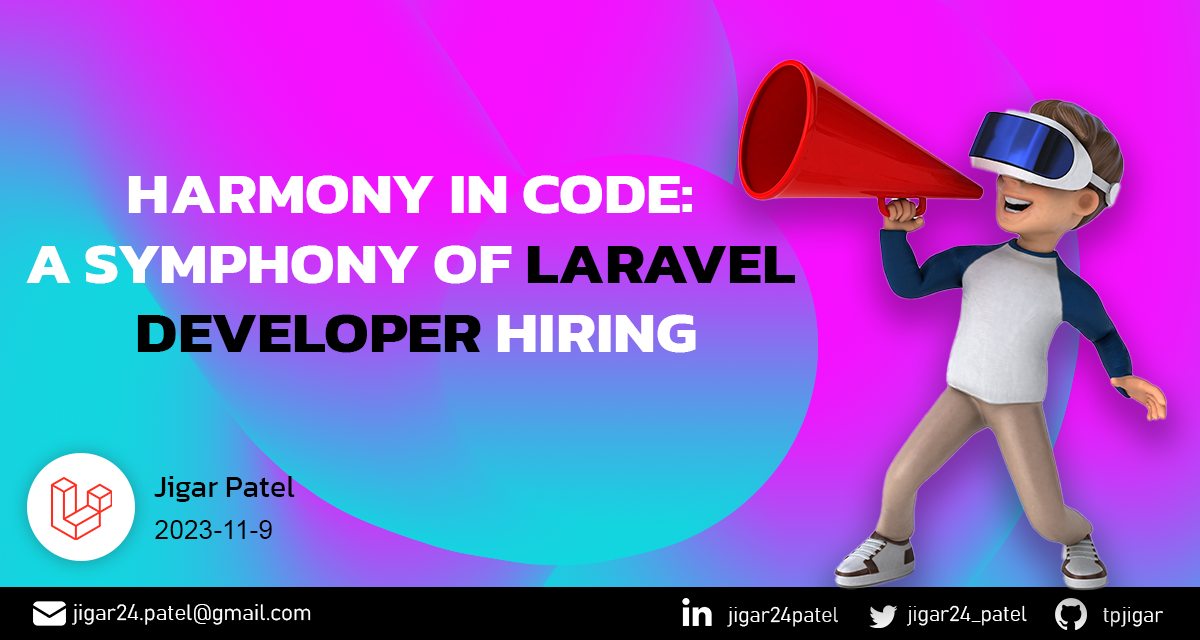 HARMONY IN CODE:
A SYMPHONY OF LARAVEL
DEVELOPER HIRING
Jigar Patel
2023-11-9
jigar24.patel@gmail.com
in jigar24patel
jigar24_patel
tpjigar